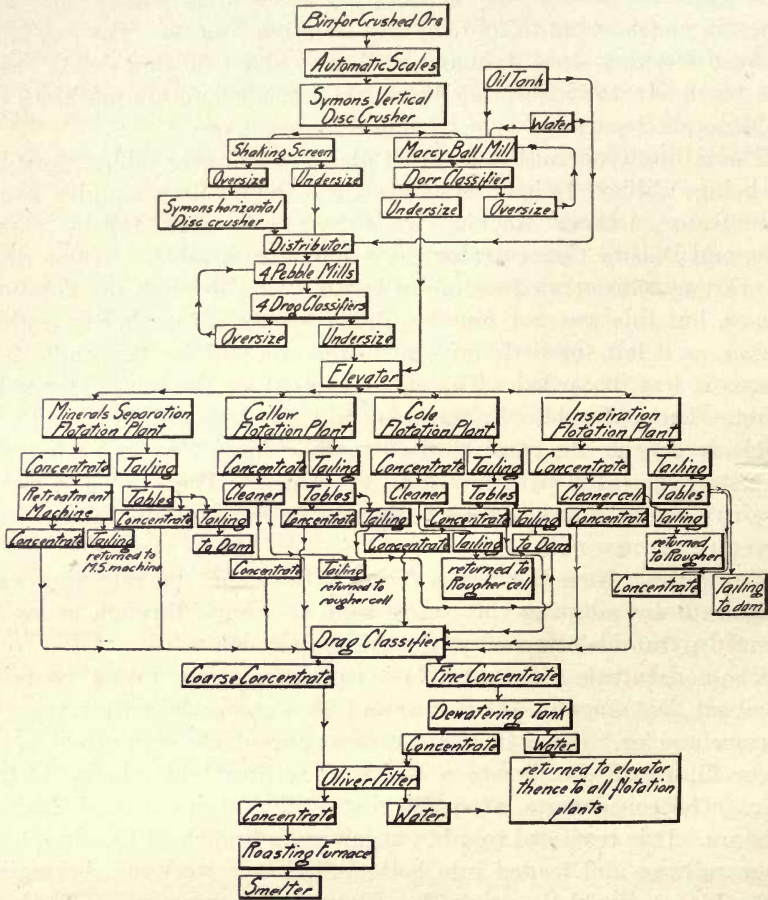 Bin for Crushed Ore
Automatic Scales
Oil Tank
Symons Vertical
Disc Crusher
Water
Shaking Screen
Marcy Ball Mill
Oversize
Undersize
Dorr Classifier
Symons horizontal
Disc crusher
Undersize
Oversize
Distributor
4 Pebble Mills
4 Drag Classifiers
Oversize
Undersize
Elevator
Minerals Separation
Flotation Plant
Callow
Flotation Plant
Cole
Flotation Plant
Inspiration
Flotation Plant
Concentrate
Tailing
Concentrate
Tailing
Concentrate
Tailing
Concentrate
Tailing
Retreatment
Machine
Tables
Cleaner
Tables
Cleaner
Tables
Cleaner cell
Tables
Concentrate
Tailing
returned to
M.S. machine
Concentrate
Tailing
to Dam
Concentrate
Tailing
Concentrate
Tailing
to Dam
Concentrate
Tailing
returned
to Rougher
Concentrate
Tailing
returned to
rougher cell
Concentrate
Tailing
returned to
Rougher cell
Concentrate
Tailing
to dam
Drag Classifier
Coarse Concentrate
Fine Concentrate
Dewatering Tank
Concentrate
Water
Oliver Filter
returned to elevator
thence to all flotation
plants
Concentrate
Water
Roasting Furnace
Smelter